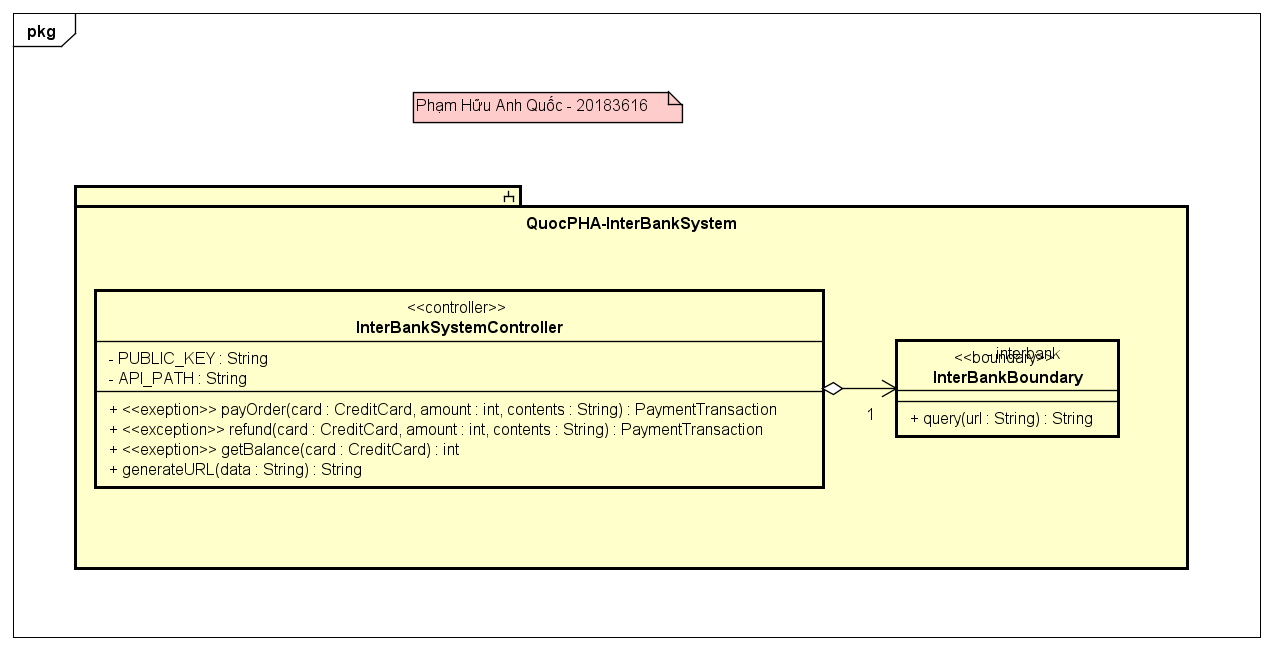 pkg
Phạm Hữu Anh Quốc - 20183616
QuocPHA-InterBankSystem
<<controller>>
InterBankSystemController
- PUBLIC_KEY : String
- API_PATH : String
+ <<exeption>> payOrder(card : CreditCard, amount : int, contents : String) : PaymentTransaction
+ <<exception>> refund(card : CreditCard, amount : int, contents : String) : PaymentTransaction
+ <<exeption>> getBalance(card : CreditCard) : int
+ generateURL(data : String) : String
- interbank
<<boundary>>
InterBankBoundary
1
+ query(url : String) : String